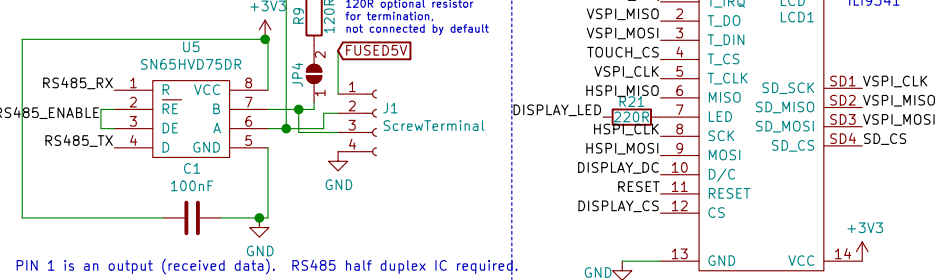 120R optional resistor
for termination,
not connected by default
+3V3
R9
120R
FUSED5V
JP4
2
1
U5
SN65HVD75DR
RS485_RX 1 R VCC 8
RS485_ENABLE 2 RE B 7
3 DE A 6
RS485_TX 4 D GND 5
1
2 J1
3 ScrewTerminal
4
GND
C1
100nF
GND
PIN 1 is an output (received data). RS485 half duplex IC required.
LCD
LCD1
ILI9341
T_IRQ
VSPI_MISO 2 T_DO
VSPI_MOSI 3 T_DIN
TOUCH_CS 4 T_CS
VSPI_CLK 5 T_CLK
HSPI_MISO 6 MISO
DISPLAY_LED R21 220R 7 LED
HSPI_CLK 8 SCK
HSPI_MOSI 9 MOSI
DISPLAY_DC 10 D/C
RESET 11 RESET
DISPLAY_CS 12 CS
SD_SCK SD1 VSPI_CLK
SD_MISO SD2 VSPI_MISO
SD_MOSI SD3 VSPI_MOSI
SD_CS SD4 SD_CS
+3V3
GND 13 GND VCC 14